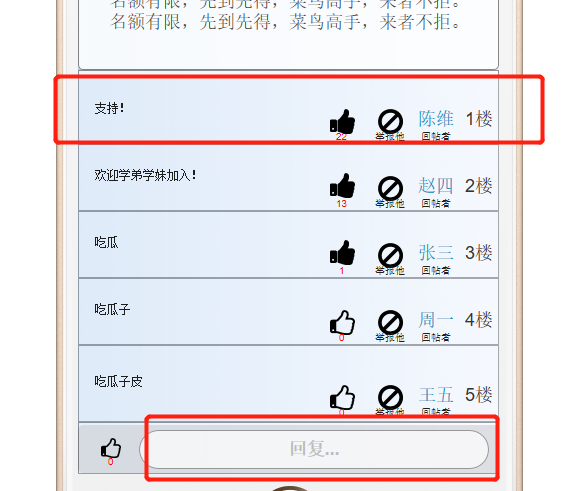 名额有限，先到先得，菜鸟高手，来者不拒。
名额有限，先到先得，菜鸟高手，来者不拒。
支持！
22 举报他 陈维 回帖者 1楼
欢迎学弟学妹加入！
13 举报他 赵四 回帖者 2楼
吃瓜
1 举报他 张三 回帖者 3楼
吃瓜子
0 举报他 周一 回帖者 4楼
吃瓜子皮
0 举报他 王五 回帖者 5楼
0 回复...